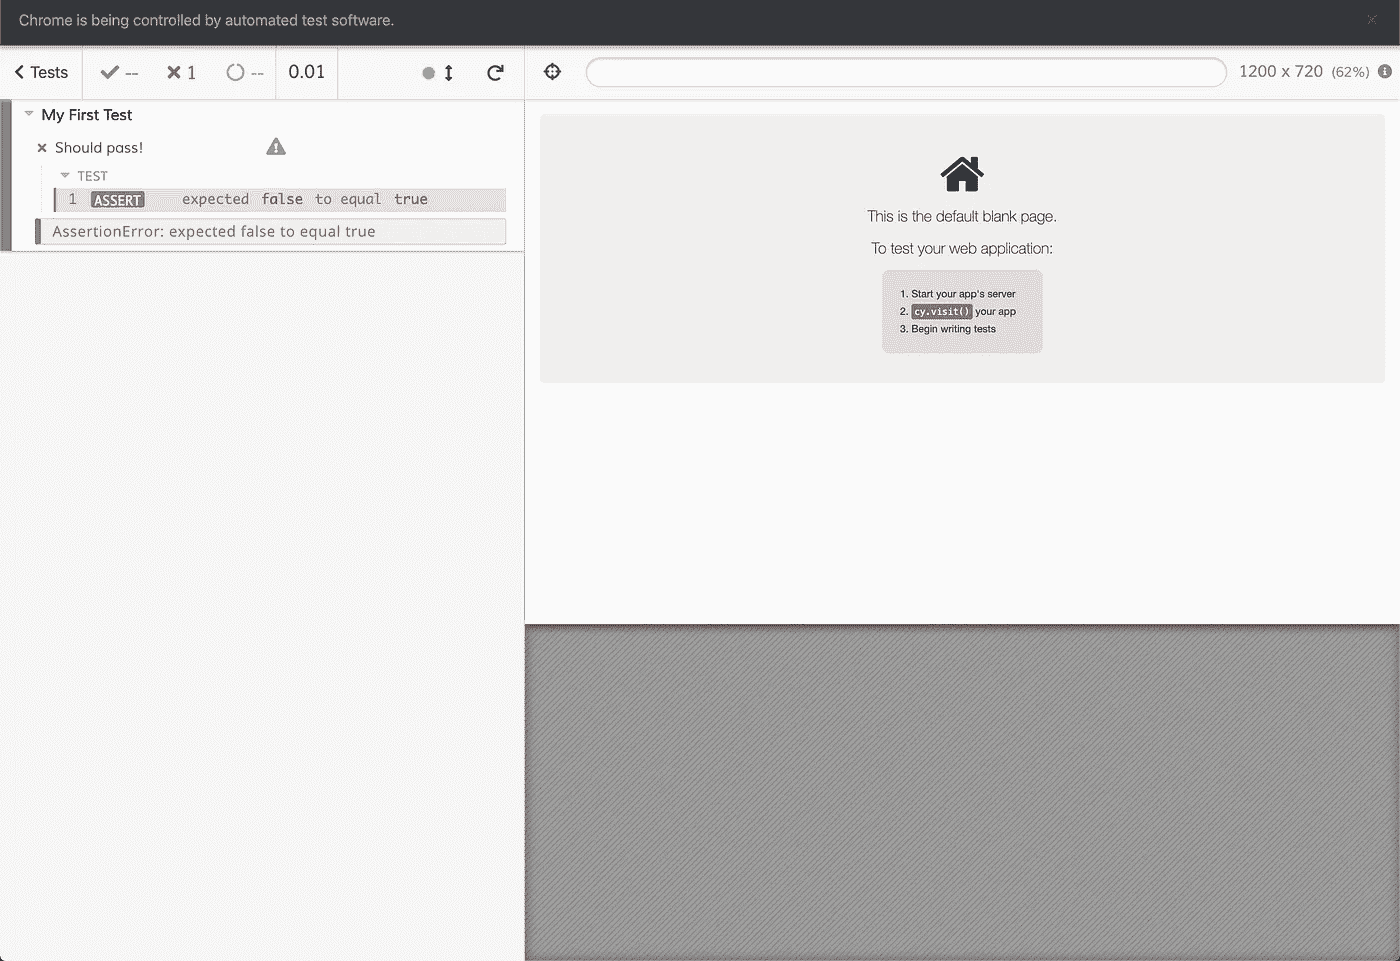 Chrome is being controlled by automated test software.
Tests
--
1
--
0.01
1200 x 720 (62%)
My First Test
Should pass!
TEST
1 ASSERT expected false to equal true
AssertionError: expected false to equal true
This is the default blank page.
To test your web application:
1. Start your app's server
2. cy.visit() your app
3. Begin writing tests